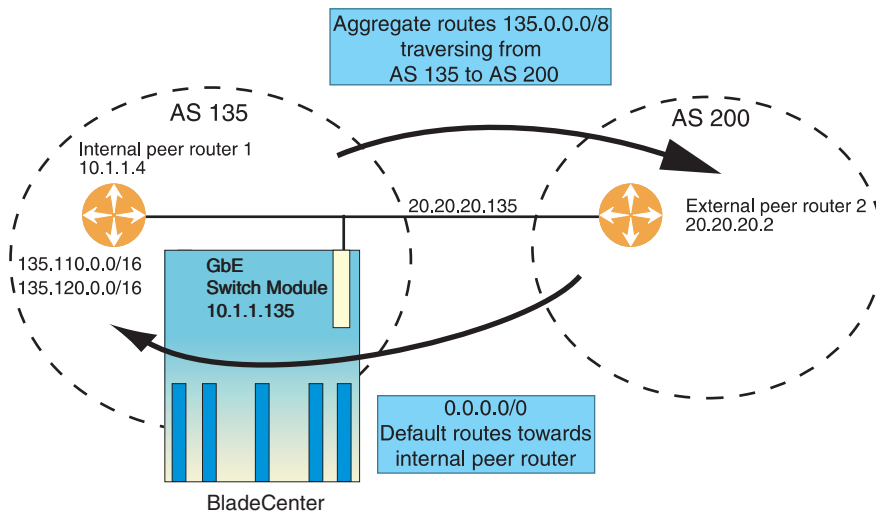 Aggregate routes 135.0.0.0/8
traversing from
AS 135 to AS 200
AS 135
AS 200
Internal peer router 1
10.1.1.4
20.20.20.135
External peer router 2
20.20.20.2
135.110.0.0/16
135.120.0.0/16
GbE
Switch Module
10.1.1.135
0.0.0.0/0
Default routes towards
internal peer router
BladeCenter